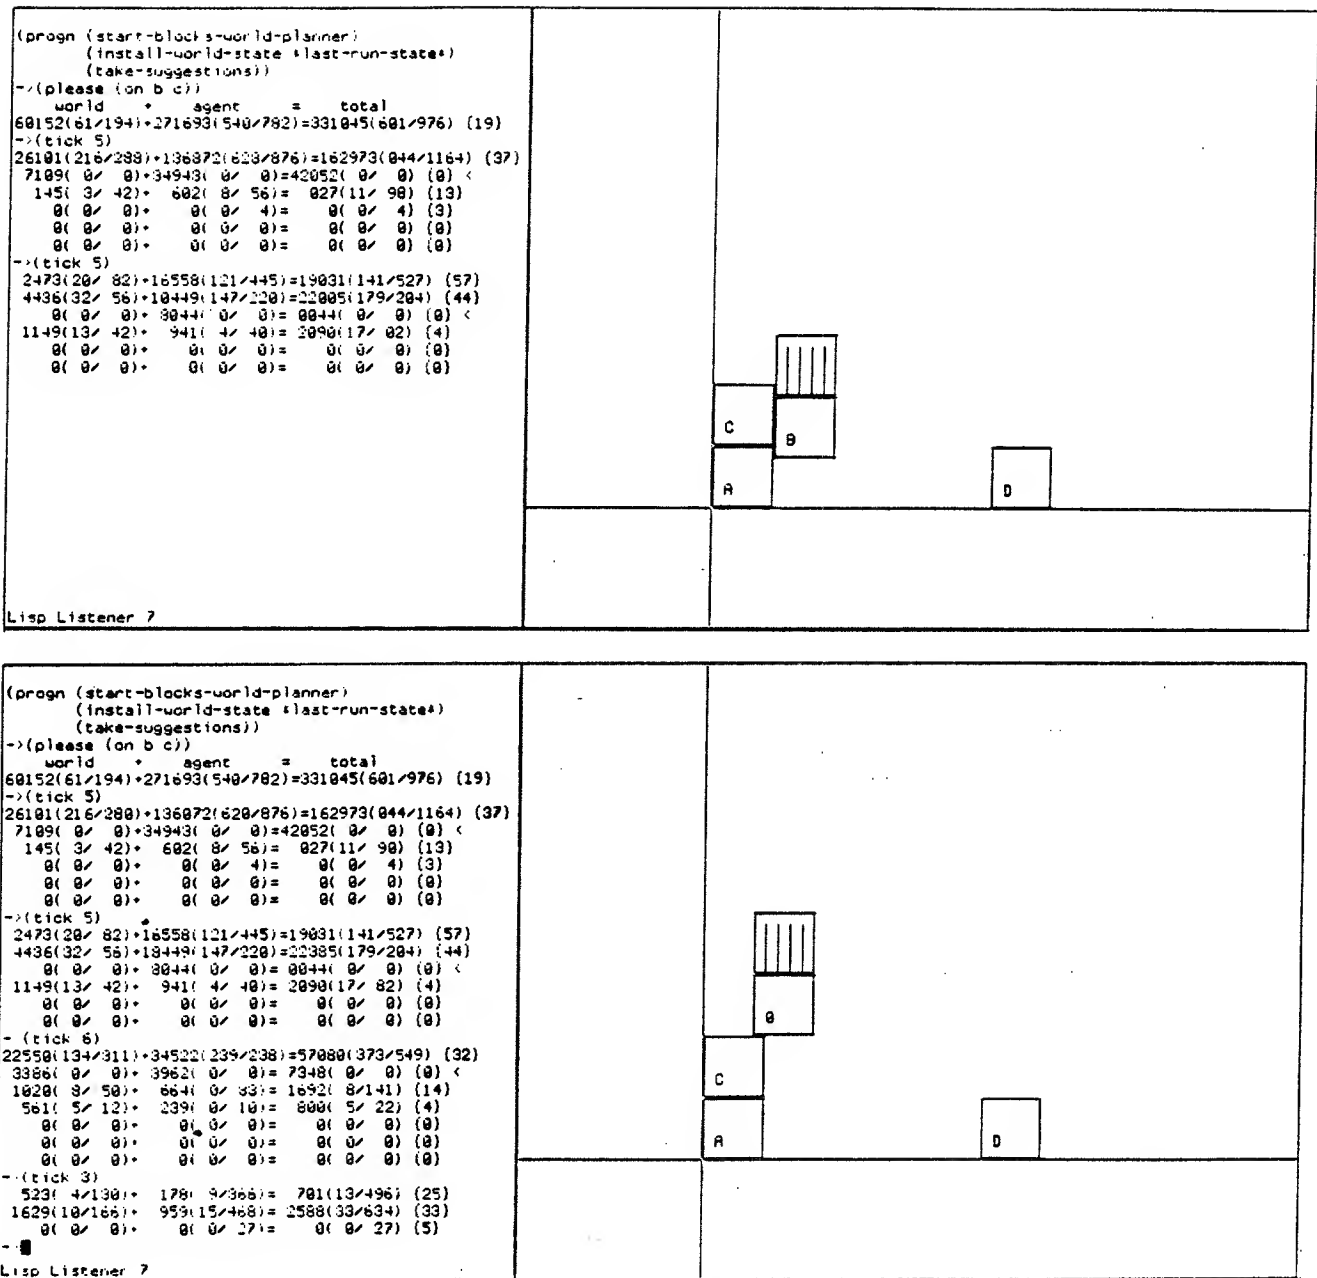 (progn (start-blocks-world-planner)
(install-world-state *last-run-state*)
(take-suggestions))
->(please (on b c))
world + agent = total
60152(61/194)+271693(540/782)=331845(601/976) (19)
->(tick 5)
26101(216/288)+136872(628/876)=162973(844/1164) (37)
7109( 0/ 0)+34943( 0/ 0)=42052( 0/ 0) (0) <
145( 3/ 42)+ 682( 8/ 56)= 827(11/ 98) (13)
0( 0/ 0)+ 0( 0/ 4)= 0( 0/ 4) (3)
0( 0/ 0)+ 0( 0/ 0)= 0( 0/ 0) (0)
0( 0/ 0)+ 0( 0/ 0)= 0( 0/ 0) (0)
->(tick 5)
2473(20/ 82)+16558(121/445)=19031(141/527) (57)
4436(32/ 56)+18449(147/228)=22885(179/284) (44)
0( 0/ 0)+ 8044( 0/ 0)= 8044( 0/ 0) (0) <
1149(13/ 42)+ 941( 4/ 40)= 2090(17/ 82) (4)
0( 0/ 0)+ 0( 0/ 0)= 0( 0/ 0) (0)
0( 0/ 0)+ 0( 0/ 0)= 0( 0/ 0) (0)
C
B
A
D
Lisp Listener 7
(progn (start-blocks-world-planner)
(install-world-state *last-run-state*)
(take-suggestions))
->(please (on b c))
world + agent = total
60152(61/194)+271693(540/782)=331845(601/976) (19)
->(tick 5)
26101(216/288)+136872(628/876)=162973(844/1164) (37)
7109( 0/ 0)+34943( 0/ 0)=42052( 0/ 0) (0) <
145( 3/ 42)+ 682( 8/ 56)= 827(11/ 98) (13)
0( 0/ 0)+ 0( 0/ 4)= 0( 0/ 4) (3)
0( 0/ 0)+ 0( 0/ 0)= 0( 0/ 0) (0)
0( 0/ 0)+ 0( 0/ 0)= 0( 0/ 0) (0)
->(tick 5)
2473(20/ 82)+16558(121/445)=19031(141/527) (57)
4436(32/ 56)+18449(147/228)=22885(179/284) (44)
0( 0/ 0)+ 8044( 0/ 0)= 8044( 0/ 0) (0) <
1149(13/ 42)+ 941( 4/ 40)= 2090(17/ 82) (4)
0( 0/ 0)+ 0( 0/ 0)= 0( 0/ 0) (0)
0( 0/ 0)+ 0( 0/ 0)= 0( 0/ 0) (0)
->(tick 6)
22558(134/311)+34522(239/238)=57080(373/549) (32)
3386( 0/ 0)+ 3962( 0/ 0)= 7348( 0/ 0) (0) <
1028( 8/ 58)+ 664( 0/ 83)= 1692( 8/141) (14)
561( 5/ 12)+ 239( 0/ 10)= 800( 5/ 22) (4)
0( 0/ 0)+ 0( 0/ 0)= 0( 0/ 0) (0)
0( 0/ 0)+ 0( 0/ 0)= 0( 0/ 0) (0)
0( 0/ 0)+ 0( 0/ 0)= 0( 0/ 0) (0)
->(tick 3)
523( 4/130)+ 178( 9/366)= 701(13/496) (25)
1629(18/166)+ 959(15/468)= 2588(33/634) (33)
0( 0/ 0)+ 0( 0/ 27)= 0( 0/ 27) (5)
->
B
C
A
D
Lisp Listener 7